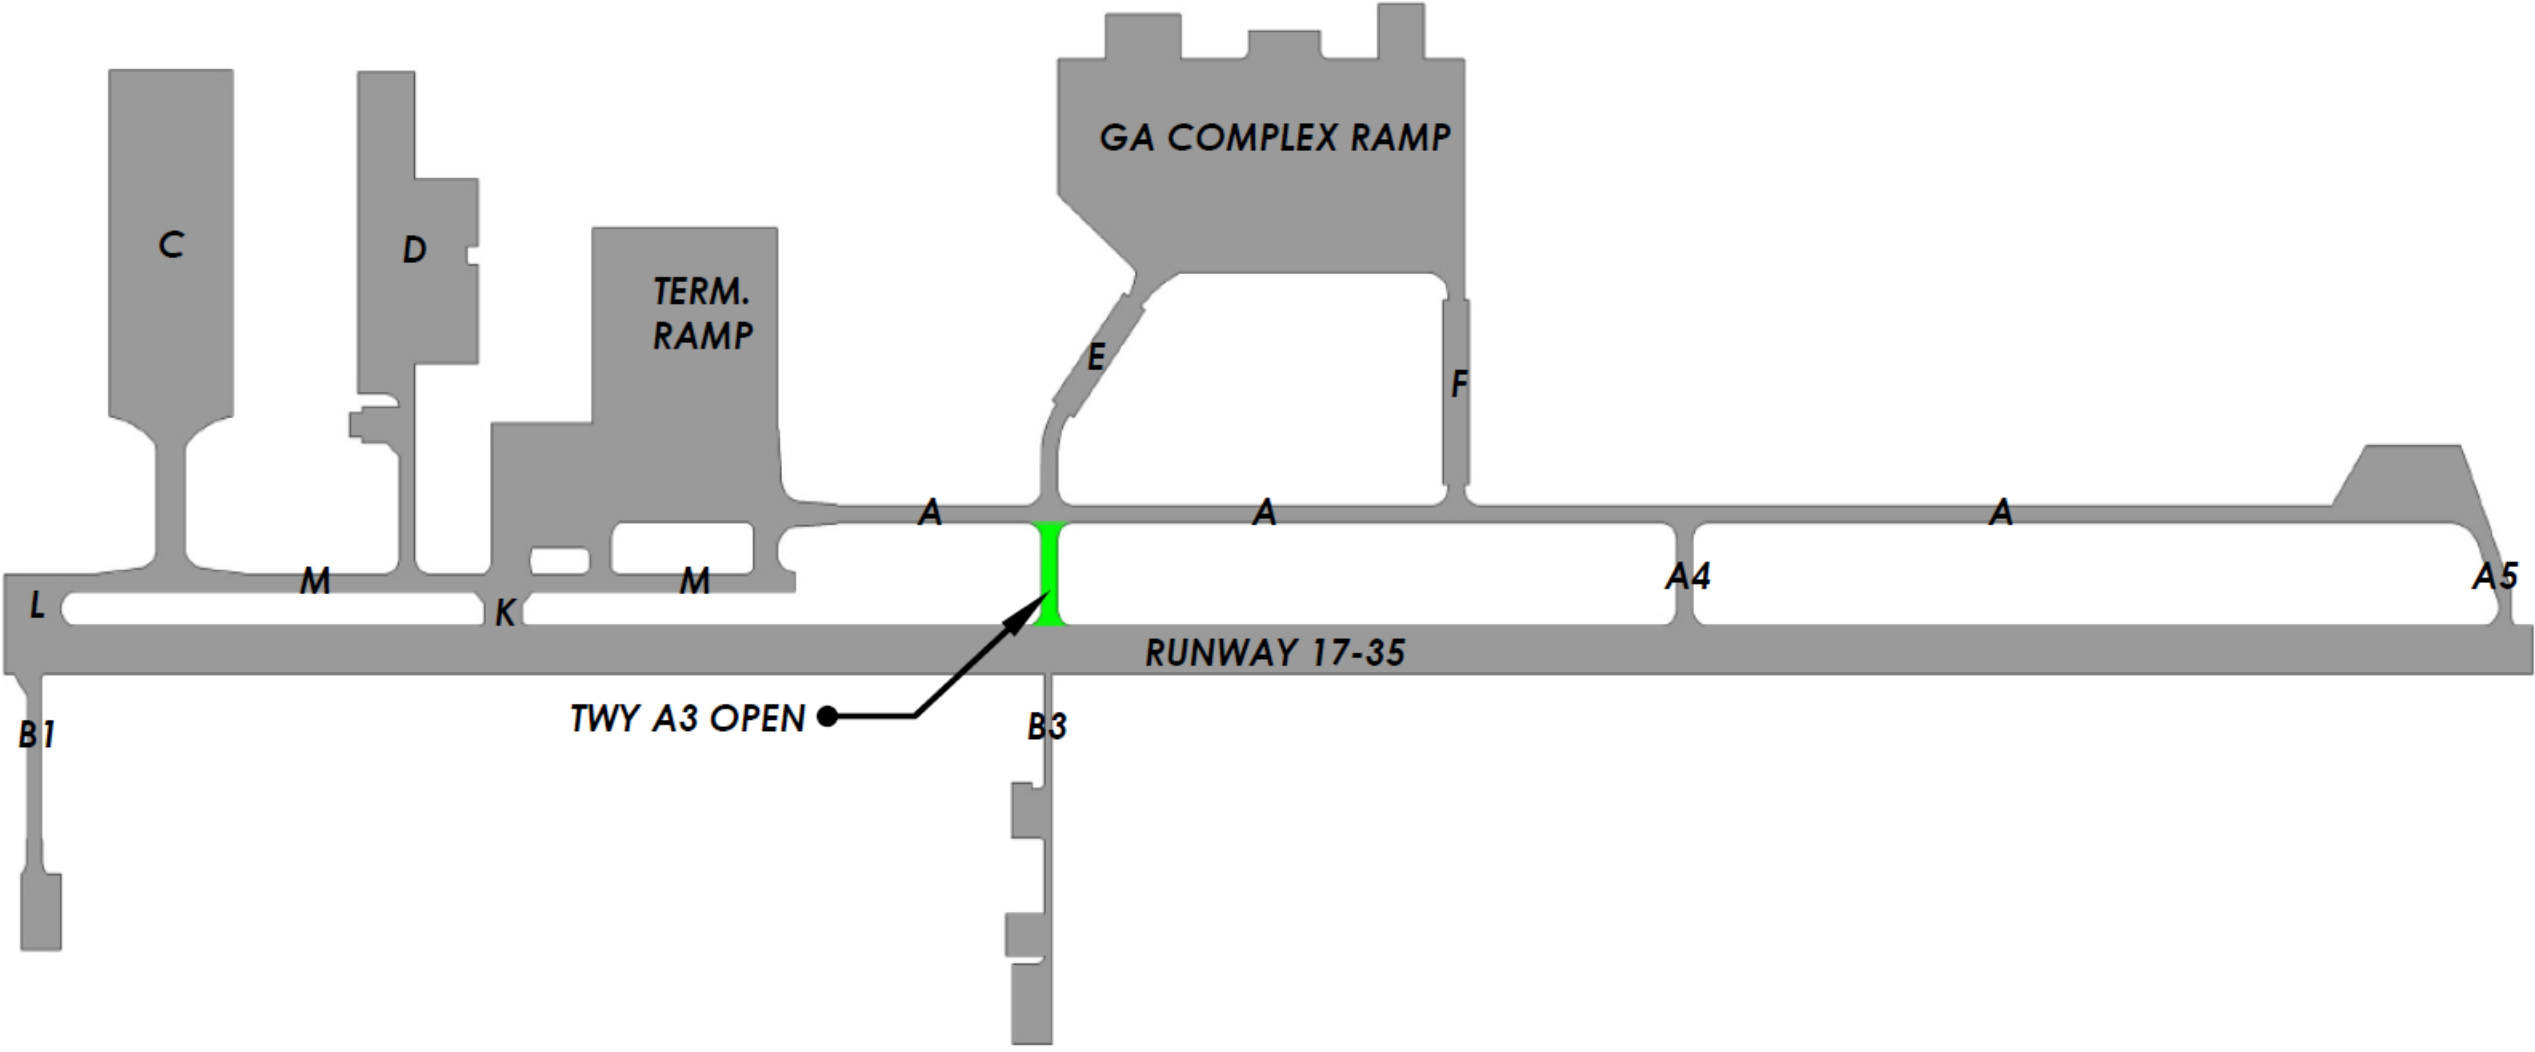 GA COMPLEX RAMP
C
D
TERM.
RAMP
E
F
A
A
A
M
M
A4
A5
L
K
RUNWAY 17-35
TWY A3 OPEN
B1
B3